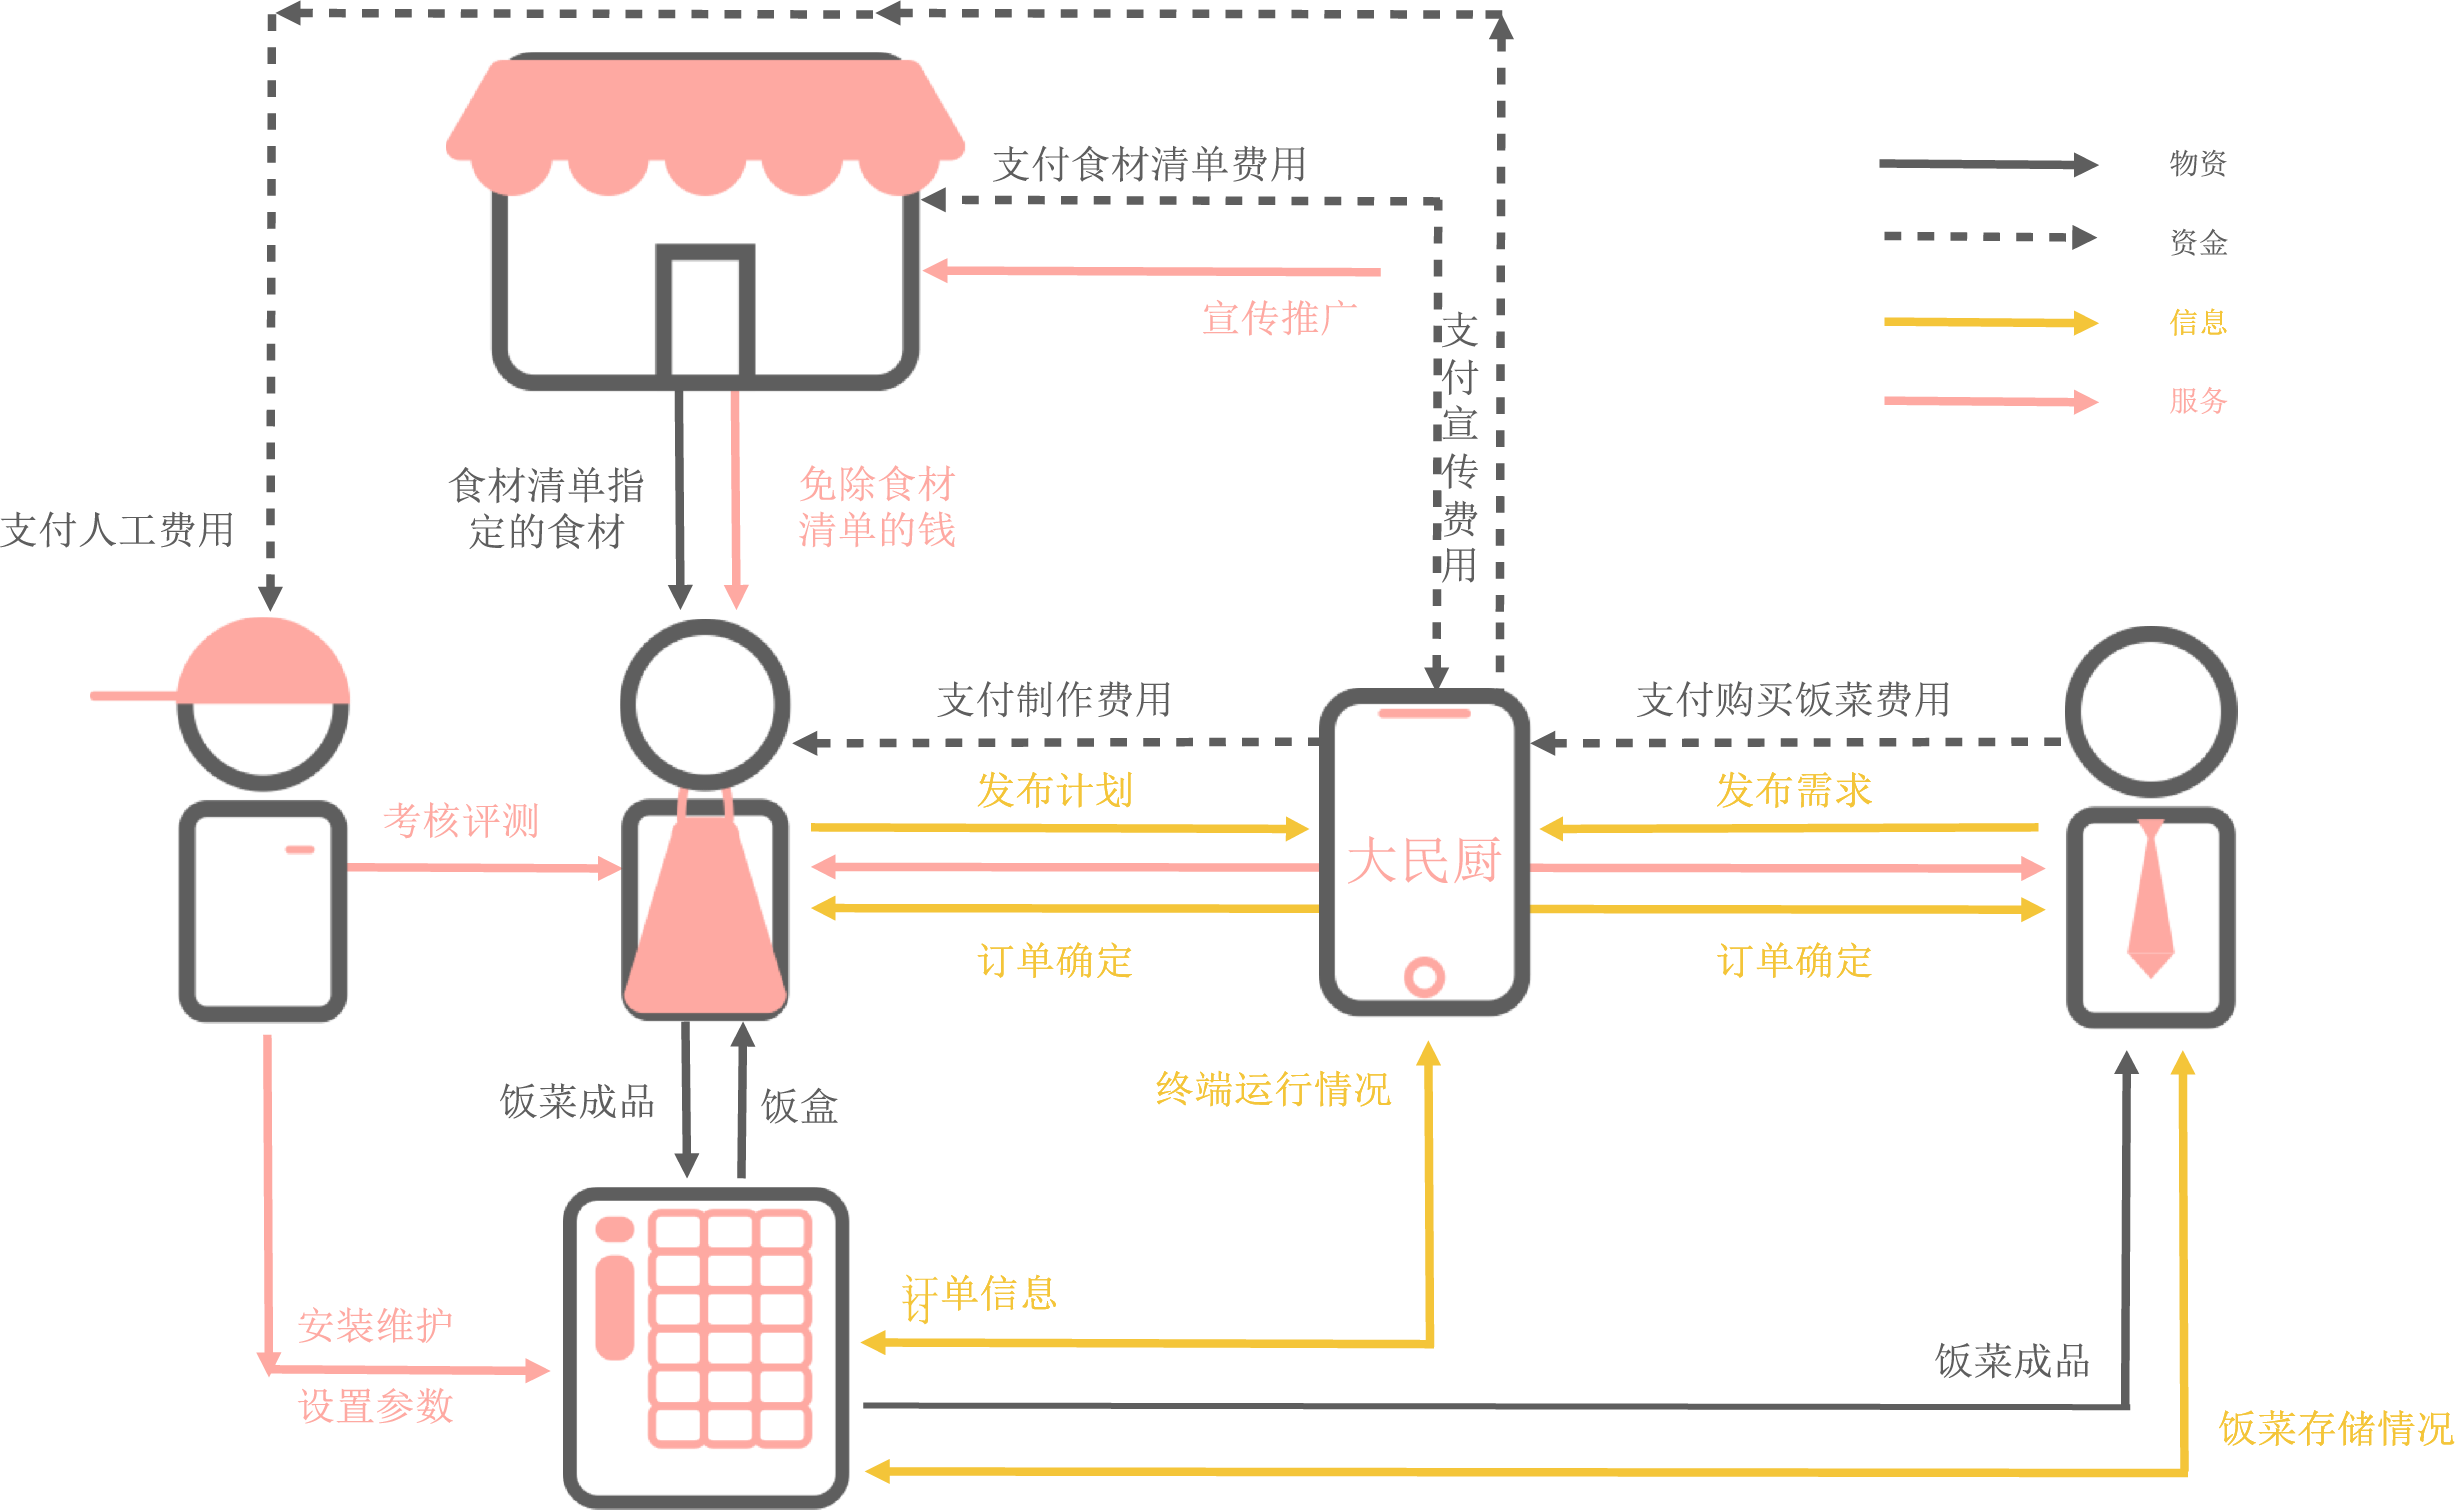 支付食材清单费用
物资
资金
宣传推广
信息
支付宣传费用
服务
食材清单指
定的食材
免除食材
清单的钱
支付人工费用
支付制作费用
支付购买饭菜费用
发布计划
发布需求
考核评测
大民厨
订单确定
订单确定
终端运行情况
饭菜成品
饭盒
订单信息
安装维护
饭菜成品
设置参数
饭菜存储情况